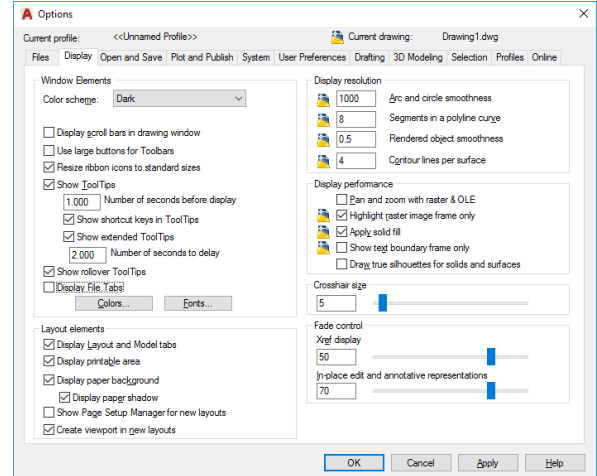 A Options
Current profile: <<Unnamed Profile>> Current drawing: Drawing1.dwg
Files Display Open and Save Plot and Publish System User Preferences Drafting 3D Modeling Selection Profiles Online
Window Elements
Color scheme: Dark
Display scroll bars in drawing window
Use large buttons for Toolbars
Resize ribbon icons to standard sizes
Show ToolTips
1.000 Number of seconds before display
Show shortcut keys in ToolTips
Show extended ToolTips
2.000 Number of seconds to delay
Show rollover ToolTips
Display File Tabs
Colors... Fonts...
Layout elements
Display Layout and Model tabs
Display printable area
Display paper background
Display paper shadow
Show Page Setup Manager for new layouts
Create viewport in new layouts
Display resolution
1000 Arc and circle smoothness
8 Segments in a polyline curve
0.5 Rendered object smoothness
4 Contour lines per surface
Display performance
Pan and zoom with raster & OLE
Highlight raster image frame only
Apply solid fill
Show text boundary frame only
Draw true silhouettes for solids and surfaces
Crosshair size
5
Fade control
Xref display
50
In-place edit and annotative representations
70
OK Cancel Apply Help